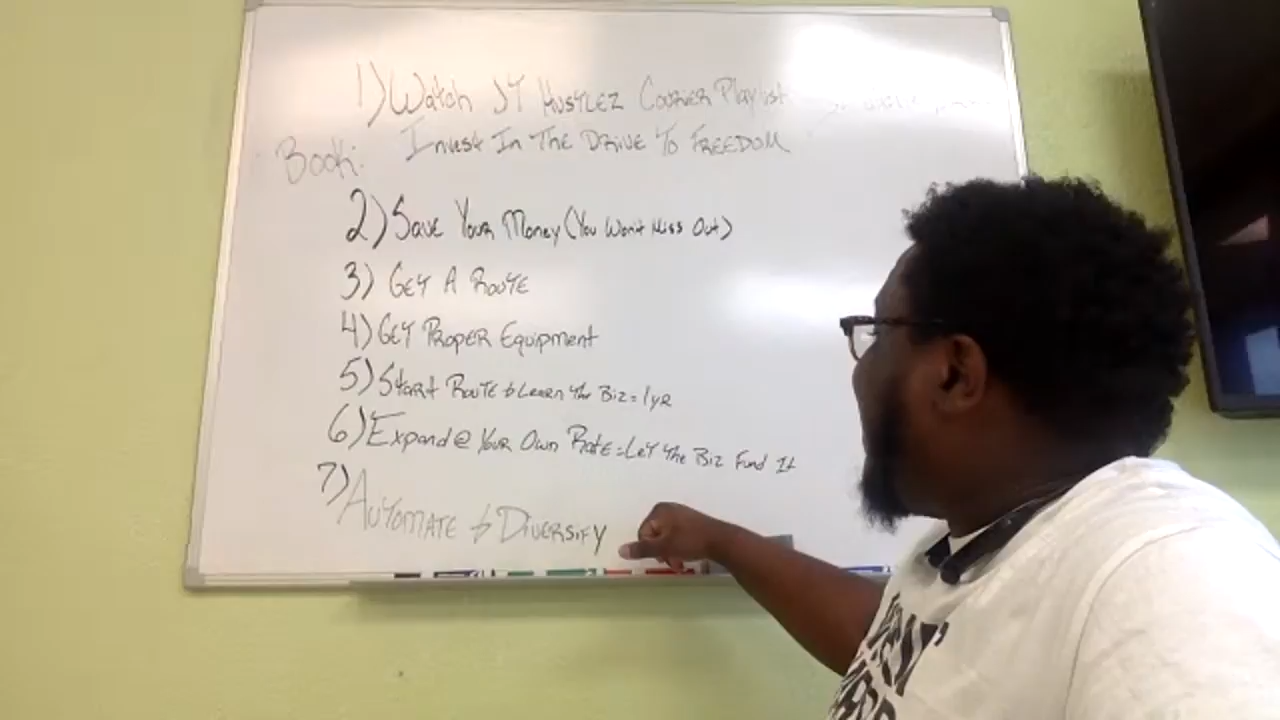 1) Watch JT HUSTLEZ COURIER Playlist
Book: Invest In THE DRIVE To FREEDOM
2) Save Your Money (You Won't Miss Out)
3) GET A ROUTE
4) GET PROPER Equipment
5) Start ROUTE & Learn The Biz = 1yr
6) Expand @ Your Own RATE = LET The Biz Fund It
7) AUTOMATE & DIVERSIFY